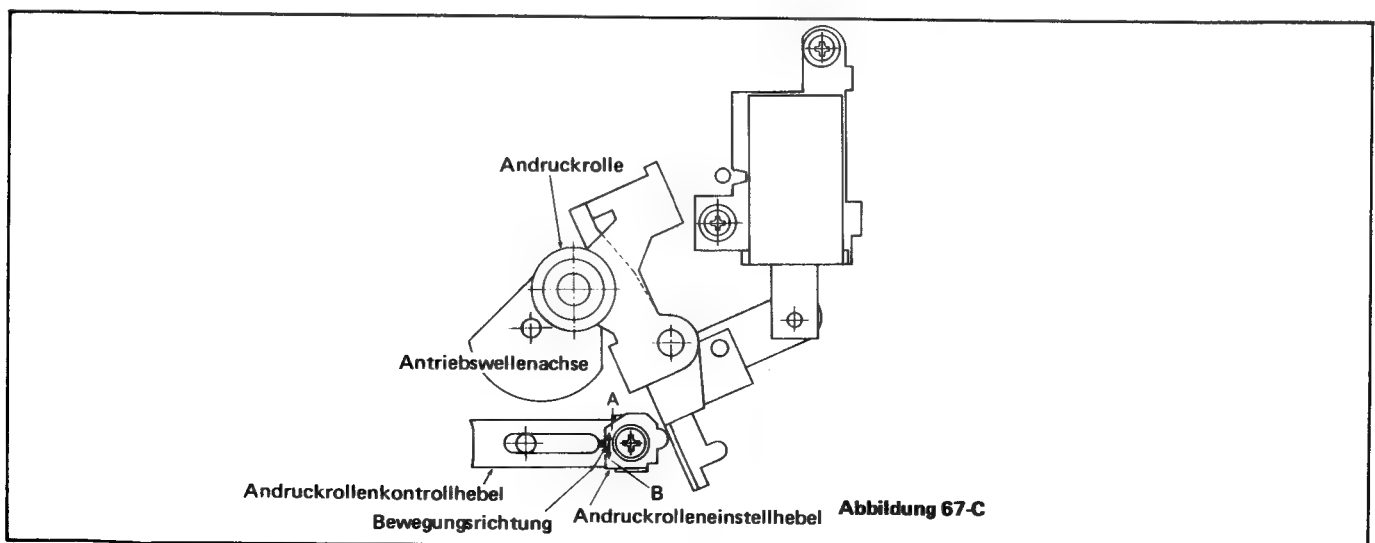 Andruckrolle
Antriebswellenachse
A
B
Andruckrollenkontrollhebel
Bewegungsrichtung
Andruckrolleneinstellhebel
Abbildung 67-C